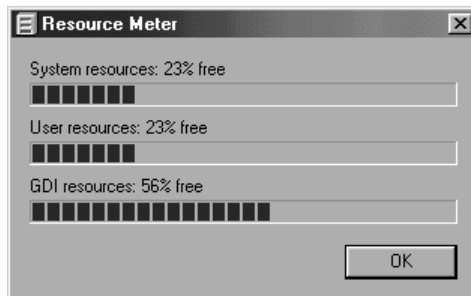 Resource Meter
System resources: 23% free
User resources: 23% free
GDI resources: 56% free
OK